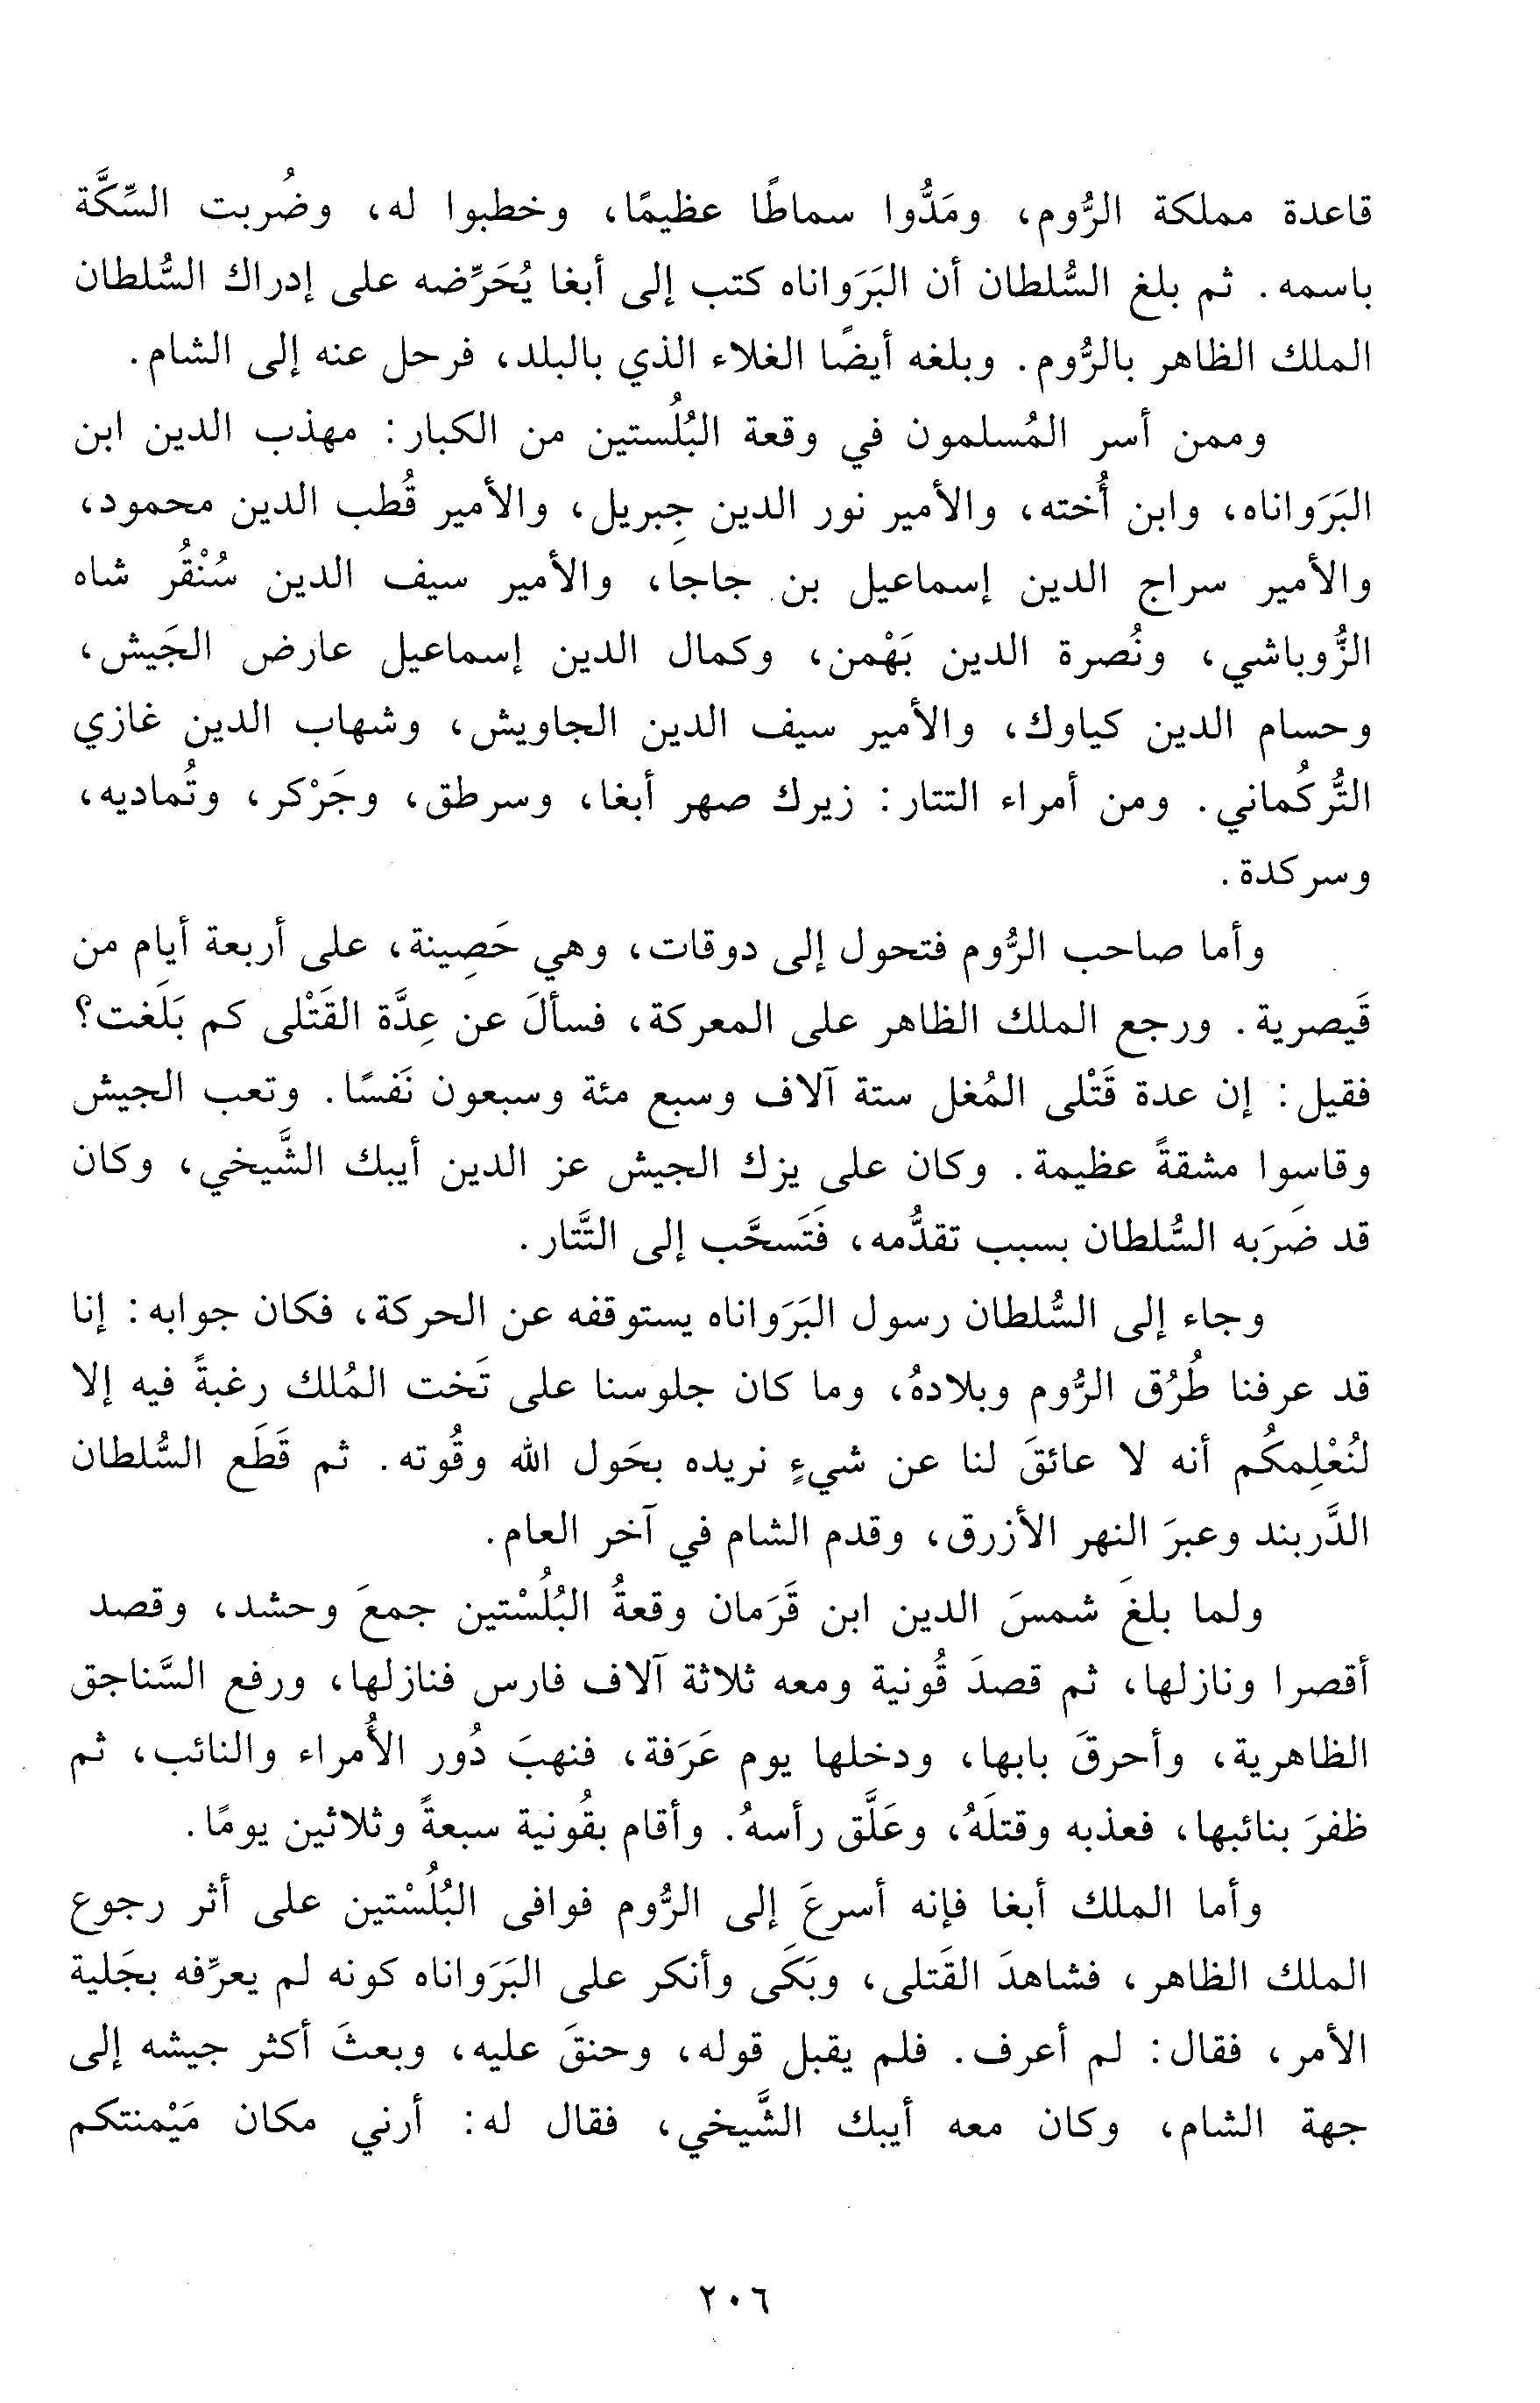 قاعدة مملكة الرُّوم، ومَدُّوا سماطًا عظيمًا، وخطبوا له، وضُربت السِّكَّة
باسمه. ثم بلغ السُّلطان أن البَرَواناه كتب إلى أبغا يُحَرِّضه على إدراك السُّلطان
الملك الظاهر بالرُّوم. وبلغه أيضًا الغلاء الذي بالبلد، فرحل عنه إلى الشام.
وممن أسر المُسلمون في وقعة البُلُستين من الكبار: مهذب الدين ابن
البَرَواناه، وابن أُخته، والأمير نور الدين جِبريل، والأمير قُطب الدين محمود،
والأمير سراج الدين إسماعيل بن جاجا، والأمير سيف الدين سُنْقُر شاه
الزُّوباشي، ونُصرة الدين بَهْمن، وكمال الدين إسماعيل عارض الجَيش،
وحسام الدين كياوك، والأمير سيف الدين الجاويش، وشهاب الدين غازي
التُّركُماني. ومن أمراء التتار: زيرك صهر أبغا، وسرطق، وجَرْكر، وتُماديه،
وسركدة.
وأما صاحب الرُّوم فتحول إلى دوقات، وهي حَصِينة، على أربعة أيام من
قَيصرية. ورجع الملك الظاهر على المعركة، فسألَ عن عِدَّة القَتْلى كم بَلَغت؟
فقيل: إن عدة قَتْلى المُغل ستة آلاف وسبع مئة وسبعون نَفسًا. وتعب الجيش
وقاسوا مشقةً عظيمة. وكان على يزك الجيش عز الدين أيبك الشَّيخي، وكان
قد ضَرَبه السُّلطان بسبب تقدُّمه، فَتَسحَّب إلى التَّتار.
وجاء إلى السُّلطان رسول البَرَواناه يستوقفه عن الحركة، فكان جوابه: إنا
قد عرفنا طُرُق الرُّوم وبلادهُ، وما كان جلوسنا على تَخت المُلك رغبةً فيه إلا
لنُعْلِمكُم أنه لا عائقَ لنا عن شيءٍ نريده بحَول الله وقُوته. ثم قَطَع السُّلطان
الدَّربند وعبرَ النهر الأزرق، وقدم الشام في آخر العام.
ولما بلغَ شمسَ الدين ابن قَرَمان وقعةُ البُلُسْتين جمعَ وحشد، وقصد
أقصرا ونازلها، ثم قصدَ قُونية ومعه ثلاثة آلاف فارس فنازلها، ورفع السَّناجق
الظاهرية، وأحرقَ بابها، ودخلها يوم عَرَفة، فنهبَ دُور الأُمراء والنائب، ثم
ظفرَ بنائبها، فعذبه وقتلَهُ، وعَلَّق رأسهُ. وأقام بقُونية سبعةً وثلاثين يومًا.
وأما الملك أبغا فإنه أسرعَ إلى الرُّوم فوافى البُلُسْتين على أثر رجوع
الملك الظاهر، فشاهدَ القَتلى، وبَكَى وأنكر على البَرَواناه كونه لم يعرِّفه بجَلية
الأمر، فقال: لم أعرف. فلم يقبل قوله، وحنقَ عليه، وبعثَ أكثر جيشه إلى
جهة الشام، وكان معه أيبك الشَّيخي، فقال له: أرني مكان مَيْمنتكم
٢٠٦